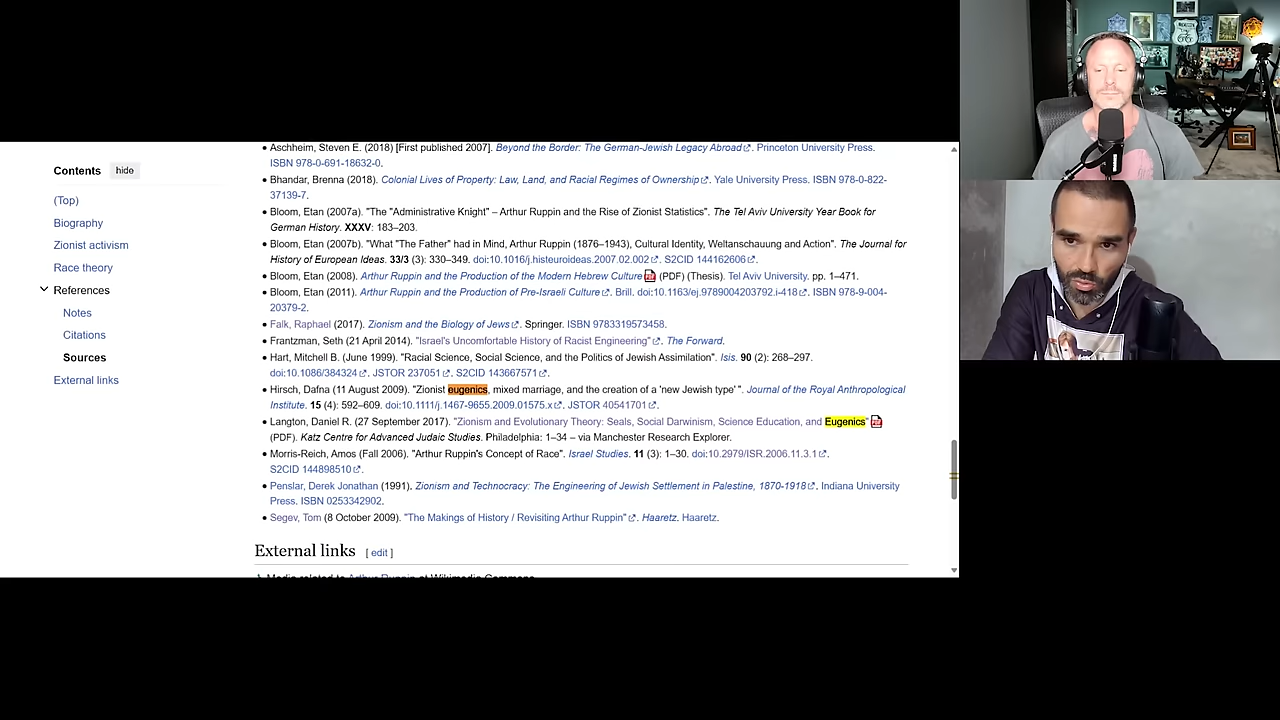 Contents hide
(Top)
Biography
Zionist activism
Race theory
References
Notes
Citations
Sources
External links
Aschheim, Steven E. (2018) [First published 2007]. Beyond the Border: The German-Jewish Legacy Abroad. Princeton University Press.
ISBN 978-0-691-18632-0.
Bhandar, Brenna (2018). Colonial Lives of Property: Law, Land, and Racial Regimes of Ownership. Yale University Press. ISBN 978-0-822-
37139-7.
Bloom, Etan (2007a). "The "Administrative Knight" – Arthur Ruppin and the Rise of Zionist Statistics". The Tel Aviv University Year Book for
German History. XXXV: 183–203.
Bloom, Etan (2007b). "What "The Father" had in Mind, Arthur Ruppin (1876–1943), Cultural Identity, Weltanschauung and Action". The Journal for
History of European Ideas. 33/3 (3): 330–349. doi:10.1016/j.histeuroideas.2007.02.002. S2CID 144162606.
Bloom, Etan (2008). Arthur Ruppin and the Production of the Modern Hebrew Culture (PDF) (Thesis). Tel Aviv University. pp. 1–471.
Bloom, Etan (2011). Arthur Ruppin and the Production of Pre-Israeli Culture. Brill. doi:10.1163/ej.9789004203792.i-418. ISBN 978-9-004-
20379-2.
Falk, Raphael (2017). Zionism and the Biology of Jews. Springer. ISBN 9783319573458.
Frantzman, Seth (21 April 2014). "Israel's Uncomfortable History of Racist Engineering". The Forward.
Hart, Mitchell B. (June 1999). "Racial Science, Social Science, and the Politics of Jewish Assimilation". Isis. 90 (2): 268–297.
doi:10.1086/384324. JSTOR 237051. S2CID 143667571.
Hirsch, Dafna (11 August 2009). "Zionist eugenics, mixed marriage, and the creation of a 'new Jewish type' ". Journal of the Royal Anthropological
Institute. 15 (4): 592–609. doi:10.1111/j.1467-9655.2009.01575.x. JSTOR 40541701.
Langton, Daniel R. (27 September 2017). "Zionism and Evolutionary Theory: Seals, Social Darwinism, Science Education, and Eugenics"
(PDF). Katz Centre for Advanced Judaic Studies. Philadelphia: 1–34 – via Manchester Research Explorer.
Morris-Reich, Amos (Fall 2006). "Arthur Ruppin's Concept of Race". Israel Studies. 11 (3): 1–30. doi:10.2979/ISR.2006.11.3.1.
S2CID 144898510.
Penslar, Derek Jonathan (1991). Zionism and Technocracy: The Engineering of Jewish Settlement in Palestine, 1870-1918. Indiana University
Press. ISBN 0253342902.
Segev, Tom (8 October 2009). "The Makings of History / Revisiting Arthur Ruppin". Haaretz. Haaretz.
External links [ edit ]
Media related to Arthur Ruppin at Wikimedia Commons